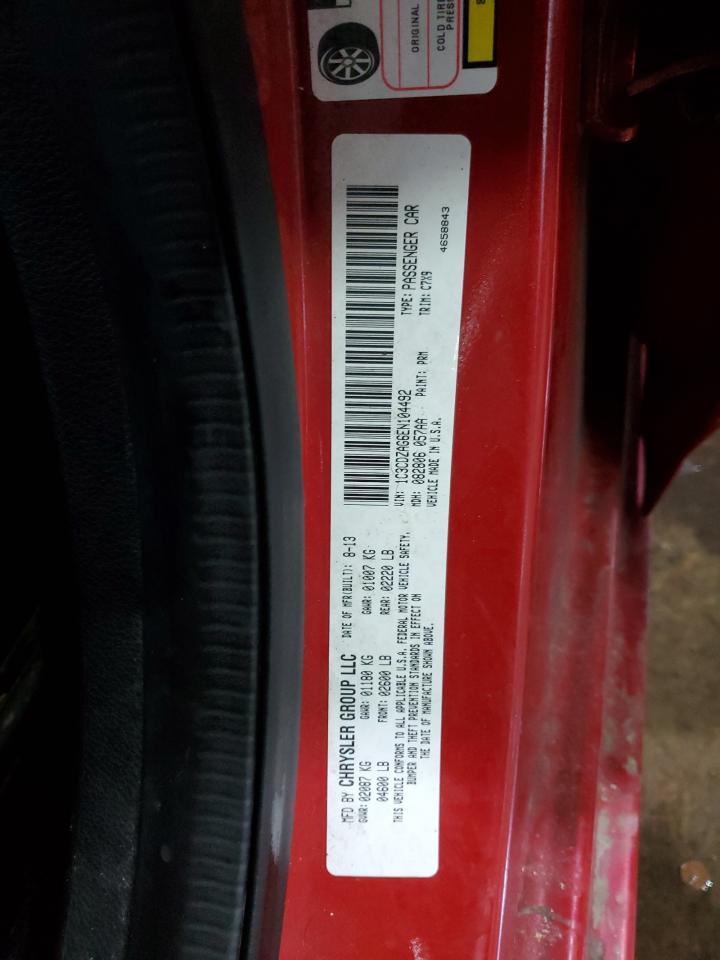 ORIGINAL
COLD TIRE
PRES
MFD BY CHRYSLER GROUP LLC DATE OF MFR(BUILT): 8-13
GVWR: 02087 KG GAWR: 01180 KG GAWR: 01007 KG
04600 LB FRONT: 02600 LB REAR: 02220 LB
THIS VEHICLE CONFORMS TO ALL APPLICABLE U.S.A. FEDERAL MOTOR VEHICLE SAFETY,
BUMPER AND THEFT PREVENTION STANDARDS IN EFFECT ON
THE DATE OF MANUFACTURE SHOWN ABOVE.
VIN: 1C3CDZAG6EN104492 TYPE: PASSENGER CAR
MDH: 082806 057AA PAINT: PRM TRIM: C7X9
VEHICLE MADE IN U.S.A.
4658843